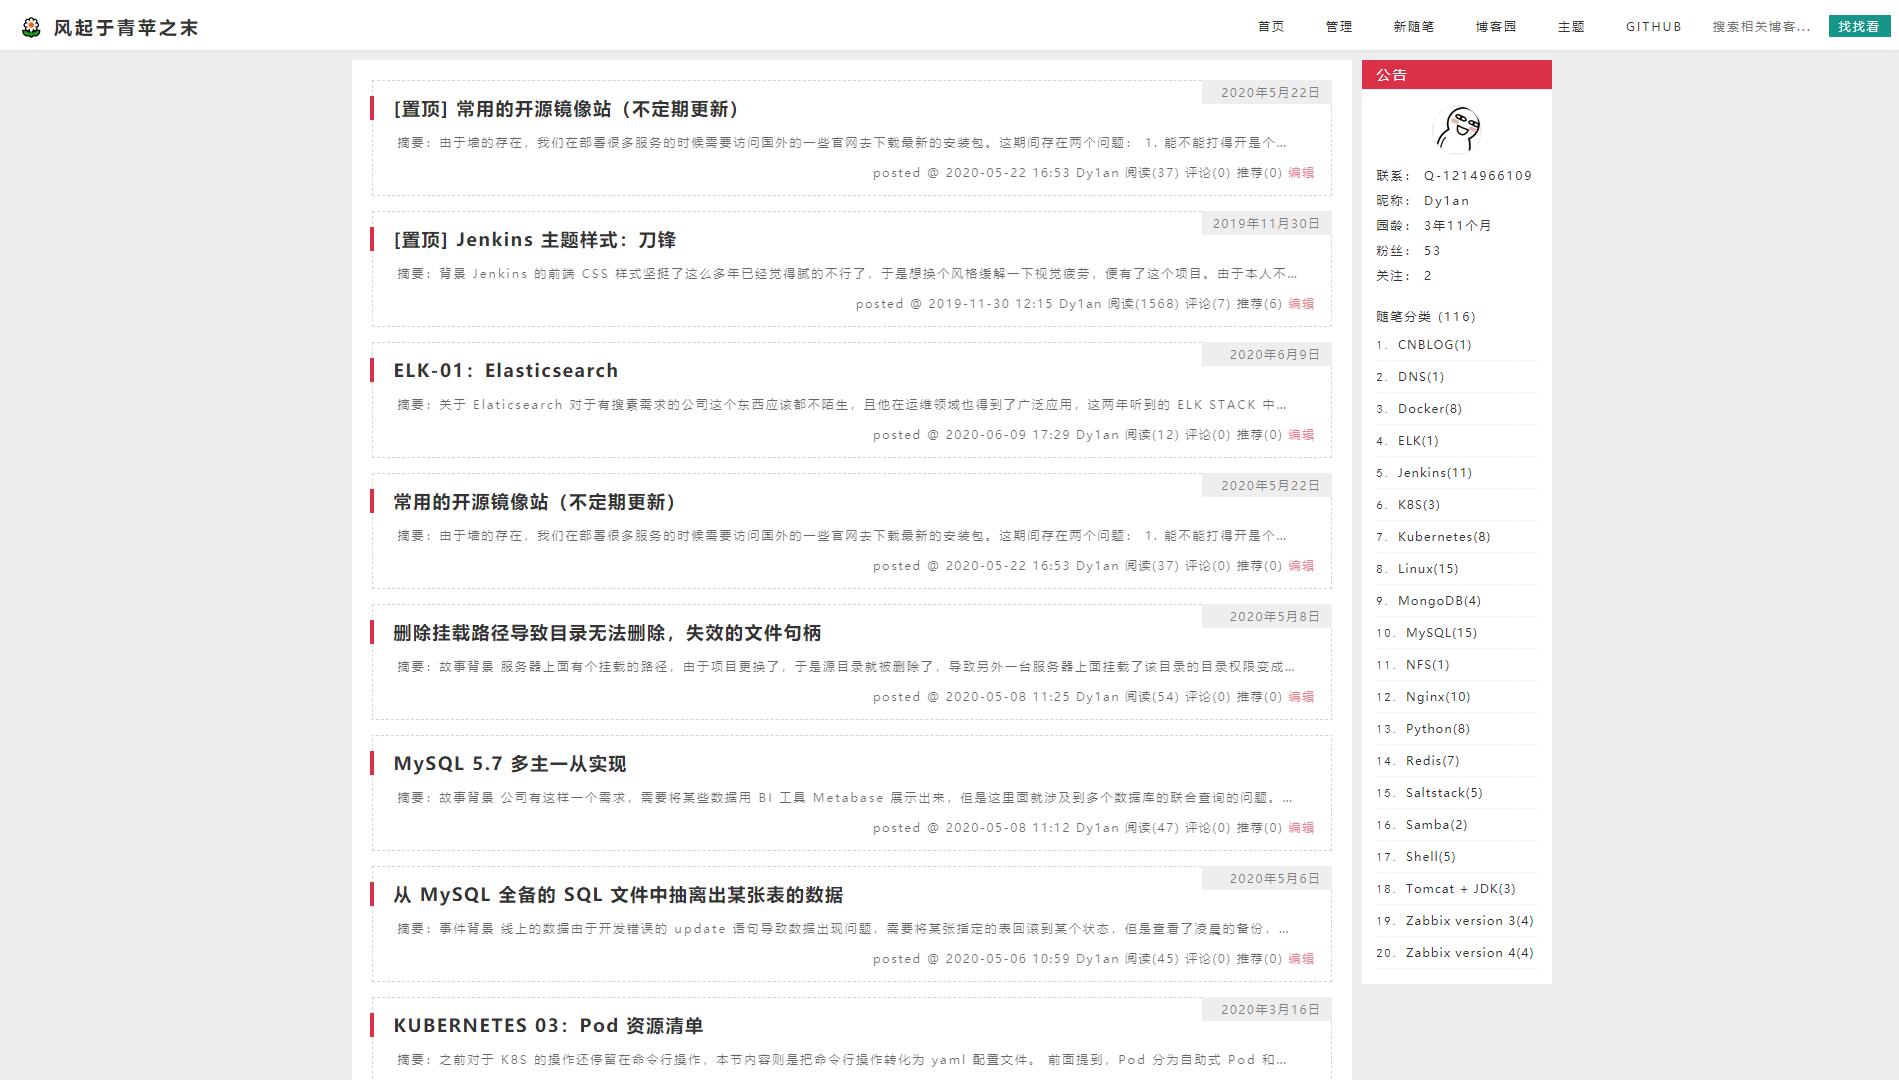 风起于青苹之末
首页 管理 新随笔 博客园 主题 GITHUB 搜索相关博客... 找找看
2020年5月22日
[置顶] 常用的开源镜像站（不定期更新）
摘要：由于墙的存在，我们在部署很多服务的时候需要访问国外的一些官网去下载最新的安装包。这期间存在两个问题： 1. 能不能打得开是个...
posted @ 2020-05-22 16:53 Dy1an 阅读(37) 评论(0) 推荐(0) 编辑
2019年11月30日
[置顶] Jenkins 主题样式：刀锋
摘要：背景 Jenkins 的前端 CSS 样式坚挺了这么多年已经觉得腻的不行了，于是想换个风格缓解一下视觉疲劳，便有了这个项目。由于本人不...
posted @ 2019-11-30 12:15 Dy1an 阅读(1568) 评论(7) 推荐(6) 编辑
2020年6月9日
ELK-01：Elasticsearch
摘要：关于 Elaticsearch 对于有搜素需求的公司这个东西应该都不陌生，且他在运维领域也得到了广泛应用，这两年听到的 ELK STACK 中...
posted @ 2020-06-09 17:29 Dy1an 阅读(12) 评论(0) 推荐(0) 编辑
2020年5月22日
常用的开源镜像站（不定期更新）
摘要：由于墙的存在，我们在部署很多服务的时候需要访问国外的一些官网去下载最新的安装包。这期间存在两个问题： 1. 能不能打得开是个...
posted @ 2020-05-22 16:53 Dy1an 阅读(37) 评论(0) 推荐(0) 编辑
2020年5月8日
删除挂载路径导致目录无法删除，失效的文件句柄
摘要：故事背景 服务器上面有个挂载的路径，由于项目更换了，于是源目录就被删除了，导致另外一台服务器上面挂载了该目录的目录权限变成...
posted @ 2020-05-08 11:25 Dy1an 阅读(54) 评论(0) 推荐(0) 编辑
MySQL 5.7 多主一从实现
摘要：故事背景 公司有这样一个需求，需要将某些数据用 BI 工具 Metabase 展示出来，但是这里面就涉及到多个数据库的联合查询的问题。...
posted @ 2020-05-08 11:12 Dy1an 阅读(47) 评论(0) 推荐(0) 编辑
2020年5月6日
从 MySQL 全备的 SQL 文件中抽离出某张表的数据
摘要：事件背景 线上的数据由于开发错误的 update 语句导致数据出现问题，需要将某张指定的表回滚到某个状态，但是查看了凌晨的备份，...
posted @ 2020-05-06 10:59 Dy1an 阅读(45) 评论(0) 推荐(0) 编辑
2020年3月16日
KUBERNETES 03：Pod 资源清单
摘要：之前对于 K8S 的操作还停留在命令行操作，本节内容则是把命令行操作转化为 yaml 配置文件。 前面提到，Pod 分为自助式 Pod 和...
公告
联系： Q-1214966109
昵称： Dy1an
园龄： 3年11个月
粉丝： 53
关注： 2
随笔分类 (116)
1. CNBLOG(1)
2. DNS(1)
3. Docker(8)
4. ELK(1)
5. Jenkins(11)
6. K8S(3)
7. Kubernetes(8)
8. Linux(15)
9. MongoDB(4)
10. MySQL(15)
11. NFS(1)
12. Nginx(10)
13. Python(8)
14. Redis(7)
15. Saltstack(5)
16. Samba(2)
17. Shell(5)
18. Tomcat + JDK(3)
19. Zabbix version 3(4)
20. Zabbix version 4(4)